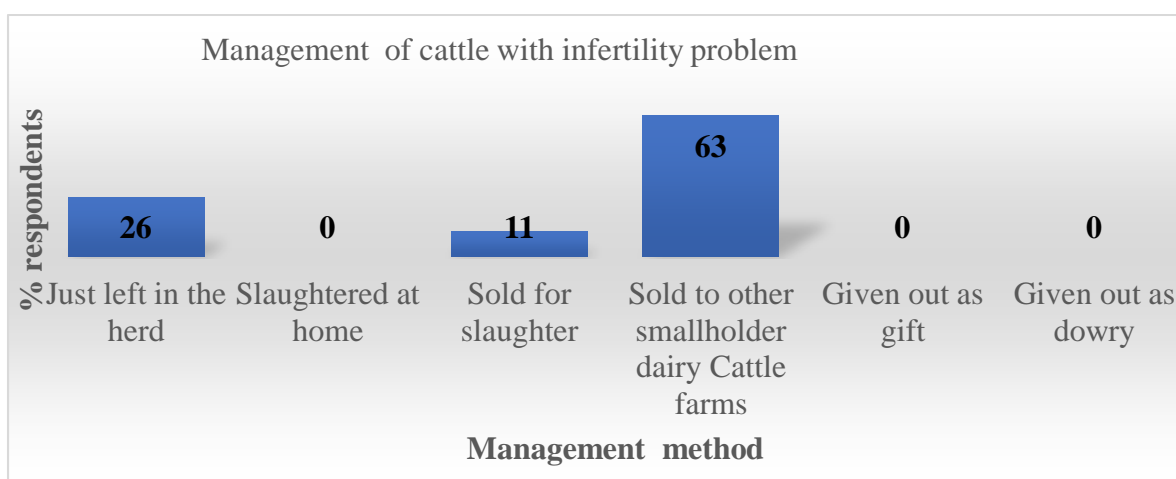 Management of cattle with infertility problem
% respondents
26
0
11
63
0
0
Just left in the
herd
Slaughtered at
home
Sold for
slaughter
Sold to other
smallholder
dairy Cattle
farms
Given out as
gift
Given out as
dowry
Management method